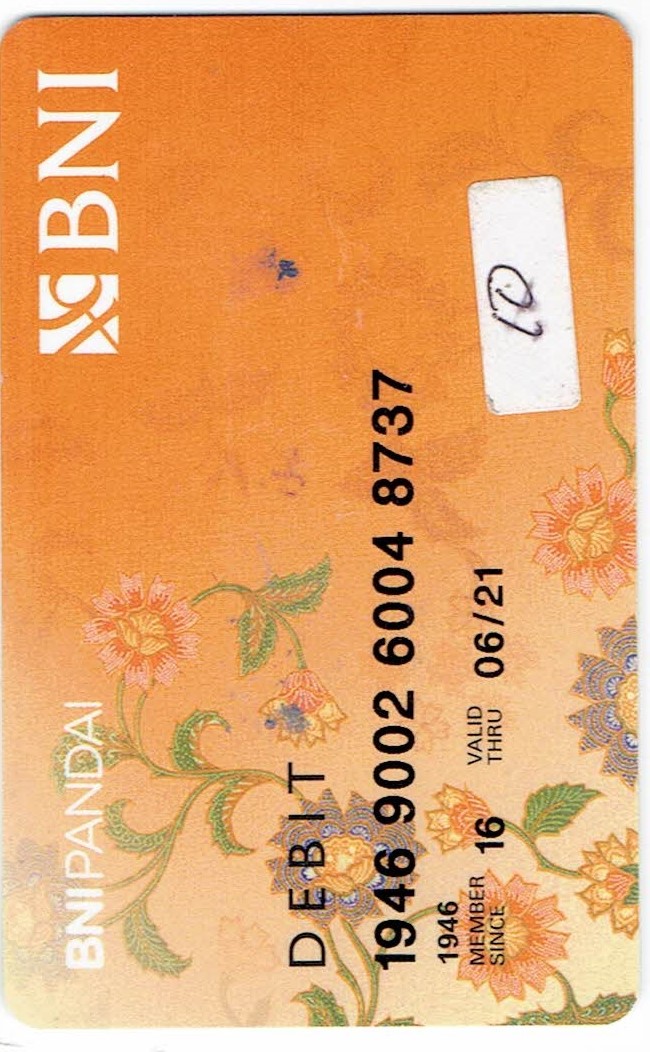 BNI
BNI PANDAI
DEBIT
1946 9002 6004 8737
1946
MEMBER SINCE 16 VALID THRU 06/21